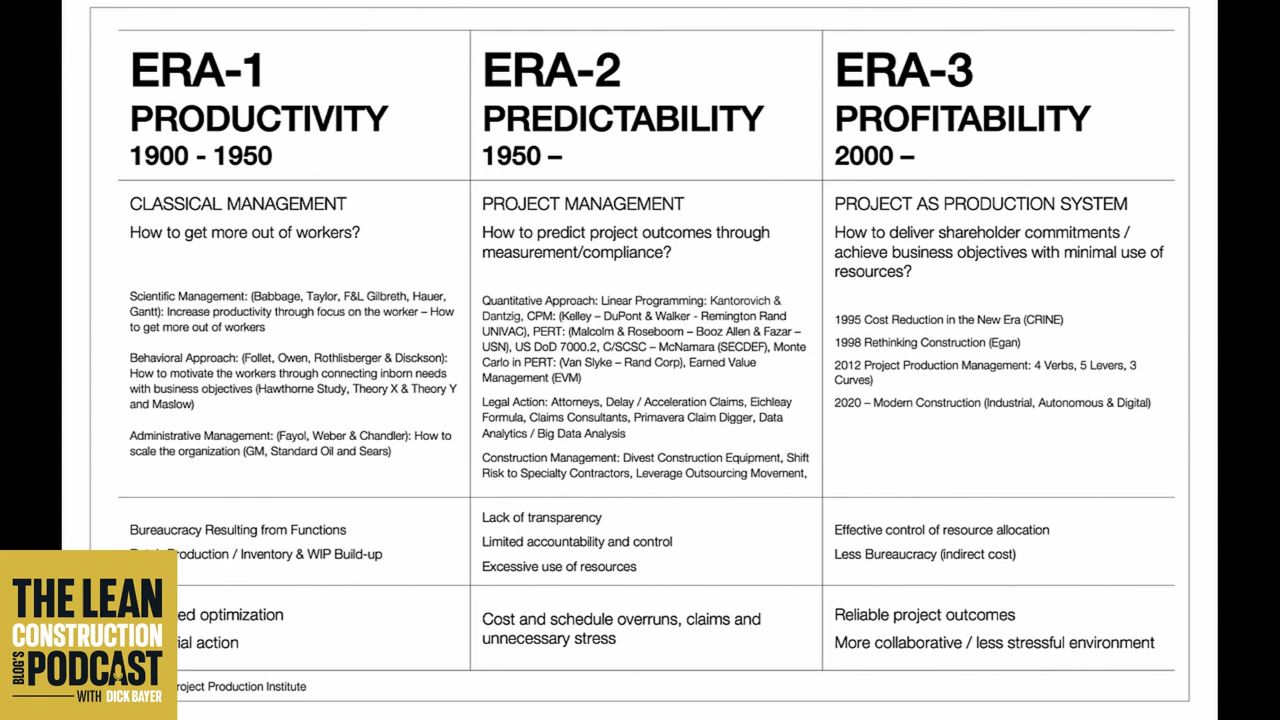 ERA-1
PRODUCTIVITY
1900 - 1950
CLASSICAL MANAGEMENT
How to get more out of workers?
Scientific Management: (Babbage, Taylor, F&L Gilbreth, Hauer,
Gantt): Increase productivity through focus on the worker – How
to get more out of workers
Behavioral Approach: (Follet, Owen, Rothlisberger & Disckson):
How to motivate the workers through connecting inborn needs
with business objectives (Hawthorne Study, Theory X & Theory Y
and Maslow)
Administrative Management: (Fayol, Weber & Chandler): How to
scale the organization (GM, Standard Oil and Sears)
Bureaucracy Resulting from Functions
Production / Inventory & WIP Build-up
optimization
action
ERA-2
PREDICTABILITY
1950 –
PROJECT MANAGEMENT
How to predict project outcomes through
measurement/compliance?
Quantitative Approach: Linear Programming: Kantorovich &
Dantzig, CPM: (Kelley – DuPont & Walker - Remington Rand
UNIVAC), PERT: (Malcolm & Roseboom – Booz Allen & Fazar –
USN), US DoD 7000.2, C/SCSC – McNamara (SECDEF), Monte
Carlo in PERT: (Van Slyke – Rand Corp), Earned Value
Management (EVM)
Legal Action: Attorneys, Delay / Acceleration Claims, Eichleay
Formula, Claims Consultants, Primavera Claim Digger, Data
Analytics / Big Data Analysis
Construction Management: Divest Construction Equipment, Shift
Risk to Specialty Contractors, Leverage Outsourcing Movement,
Lack of transparency
Limited accountability and control
Excessive use of resources
Cost and schedule overruns, claims and
unnecessary stress
ERA-3
PROFITABILITY
2000 –
PROJECT AS PRODUCTION SYSTEM
How to deliver shareholder commitments /
achieve business objectives with minimal use of
resources?
1995 Cost Reduction in the New Era (CRINE)
1998 Rethinking Construction (Egan)
2012 Project Production Management: 4 Verbs, 5 Levers, 3
Curves)
2020 – Modern Construction (Industrial, Autonomous & Digital)
Effective control of resource allocation
Less Bureaucracy (indirect cost)
Reliable project outcomes
More collaborative / less stressful environment
Production Institute
THE LEAN
CONSTRUCTION
BLOG'S PODCAST
WITH DICK BAYER